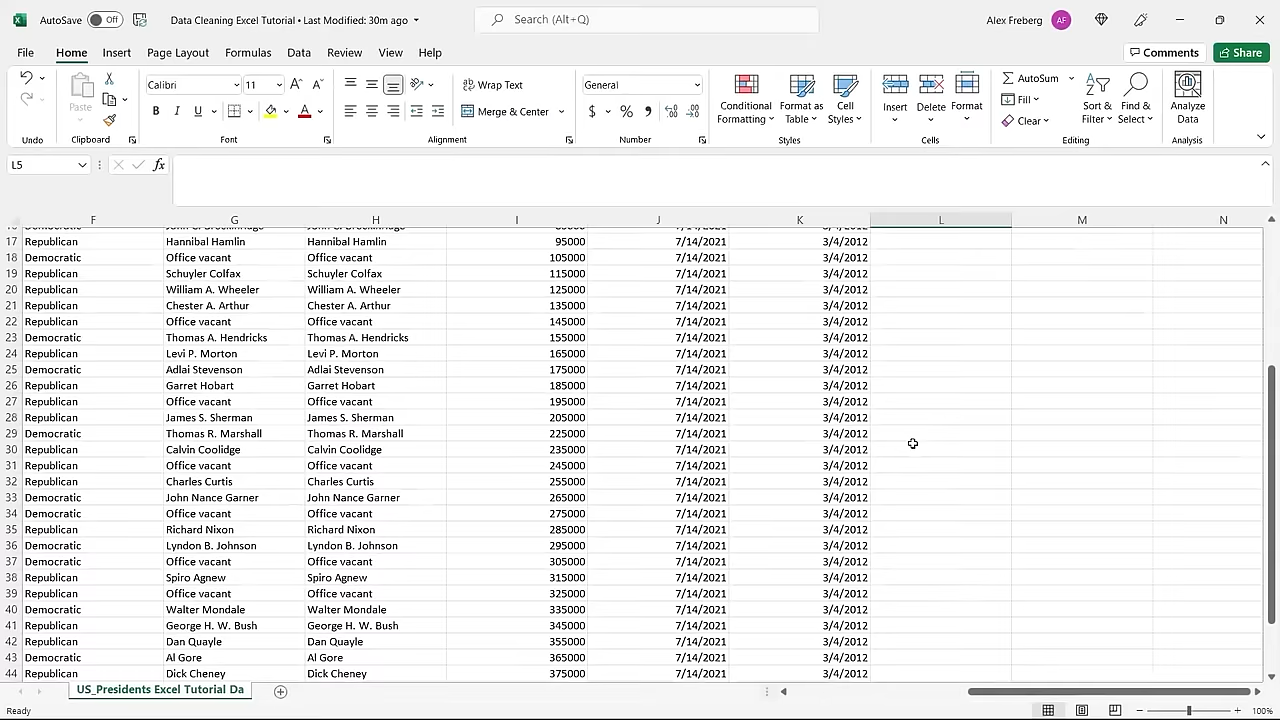 AutoSave Off Data Cleaning Excel Tutorial • Last Modified: 30m ago Search (Alt+Q) Alex Freberg AF
File Home Insert Page Layout Formulas Data Review View Help Comments Share
Calibri 11 Wrap Text General AutoSum
Paste B I U Merge & Center $ % Conditional Formatting Format as Table Cell Styles Insert Delete Format Fill Clear Sort & Filter Find & Select Analyze Data
Undo Clipboard Font Alignment Number Styles Cells Editing Analysis
L5 fx
F G H I J K L M N
17 Republican Hannibal Hamlin Hannibal Hamlin 95000 7/14/2021 3/4/2012
18 Democratic Office vacant Office vacant 105000 7/14/2021 3/4/2012
19 Republican Schuyler Colfax Schuyler Colfax 115000 7/14/2021 3/4/2012
20 Republican William A. Wheeler William A. Wheeler 125000 7/14/2021 3/4/2012
21 Republican Chester A. Arthur Chester A. Arthur 135000 7/14/2021 3/4/2012
22 Republican Office vacant Office vacant 145000 7/14/2021 3/4/2012
23 Democratic Thomas A. Hendricks Thomas A. Hendricks 155000 7/14/2021 3/4/2012
24 Republican Levi P. Morton Levi P. Morton 165000 7/14/2021 3/4/2012
25 Democratic Adlai Stevenson Adlai Stevenson 175000 7/14/2021 3/4/2012
26 Republican Garret Hobart Garret Hobart 185000 7/14/2021 3/4/2012
27 Republican Office vacant Office vacant 195000 7/14/2021 3/4/2012
28 Republican James S. Sherman James S. Sherman 205000 7/14/2021 3/4/2012
29 Democratic Thomas R. Marshall Thomas R. Marshall 225000 7/14/2021 3/4/2012
30 Republican Calvin Coolidge Calvin Coolidge 235000 7/14/2021 3/4/2012
31 Republican Office vacant Office vacant 245000 7/14/2021 3/4/2012
32 Republican Charles Curtis Charles Curtis 255000 7/14/2021 3/4/2012
33 Democratic John Nance Garner John Nance Garner 265000 7/14/2021 3/4/2012
34 Democratic Office vacant Office vacant 275000 7/14/2021 3/4/2012
35 Republican Richard Nixon Richard Nixon 285000 7/14/2021 3/4/2012
36 Democratic Lyndon B. Johnson Lyndon B. Johnson 295000 7/14/2021 3/4/2012
37 Democratic Office vacant Office vacant 305000 7/14/2021 3/4/2012
38 Republican Spiro Agnew Spiro Agnew 315000 7/14/2021 3/4/2012
39 Republican Office vacant Office vacant 325000 7/14/2021 3/4/2012
40 Democratic Walter Mondale Walter Mondale 335000 7/14/2021 3/4/2012
41 Republican George H. W. Bush George H. W. Bush 345000 7/14/2021 3/4/2012
42 Republican Dan Quayle Dan Quayle 355000 7/14/2021 3/4/2012
43 Democratic Al Gore Al Gore 365000 7/14/2021 3/4/2012
44 Republican Dick Cheney Dick Cheney 375000 7/14/2021 3/4/2012
US_Presidents Excel Tutorial Da
Ready 100%